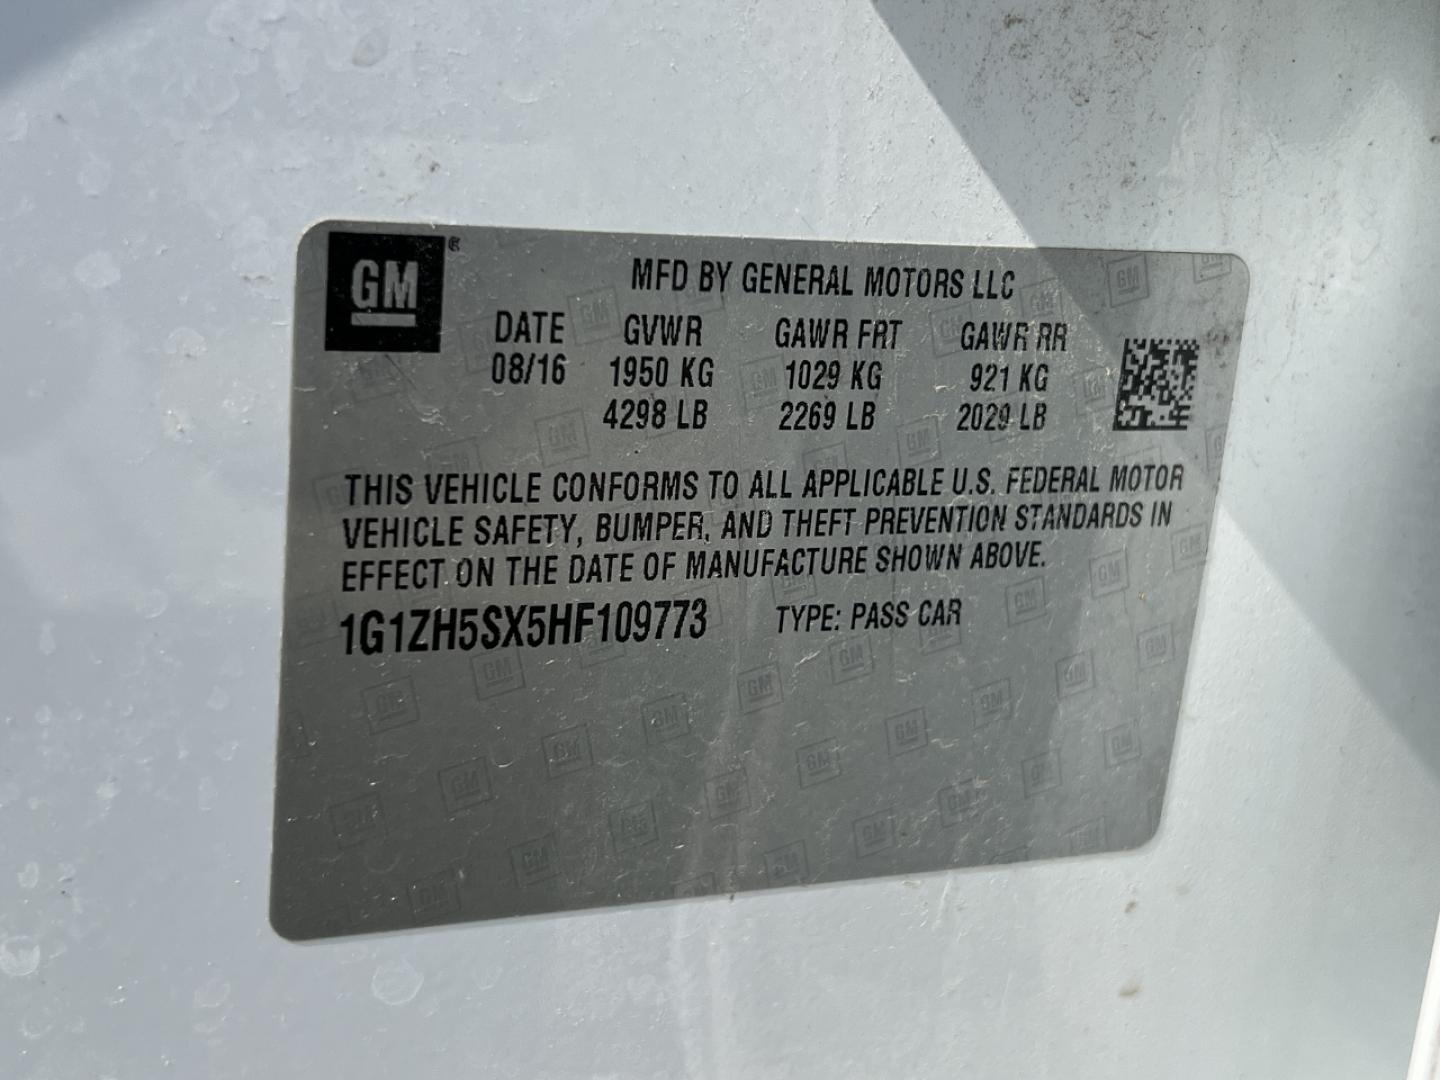 GM
MFD BY GENERAL MOTORS LLC
DATE GVWR GAWR FRT GAWR RR
08/16 1950 KG 1029 KG 921 KG
4298 LB 2269 LB 2029 LB
THIS VEHICLE CONFORMS TO ALL APPLICABLE U.S. FEDERAL MOTOR
VEHICLE SAFETY, BUMPER, AND THEFT PREVENTION STANDARDS IN
EFFECT ON THE DATE OF MANUFACTURE SHOWN ABOVE.
1G1ZH5SX5HF109773 TYPE: PASS CAR